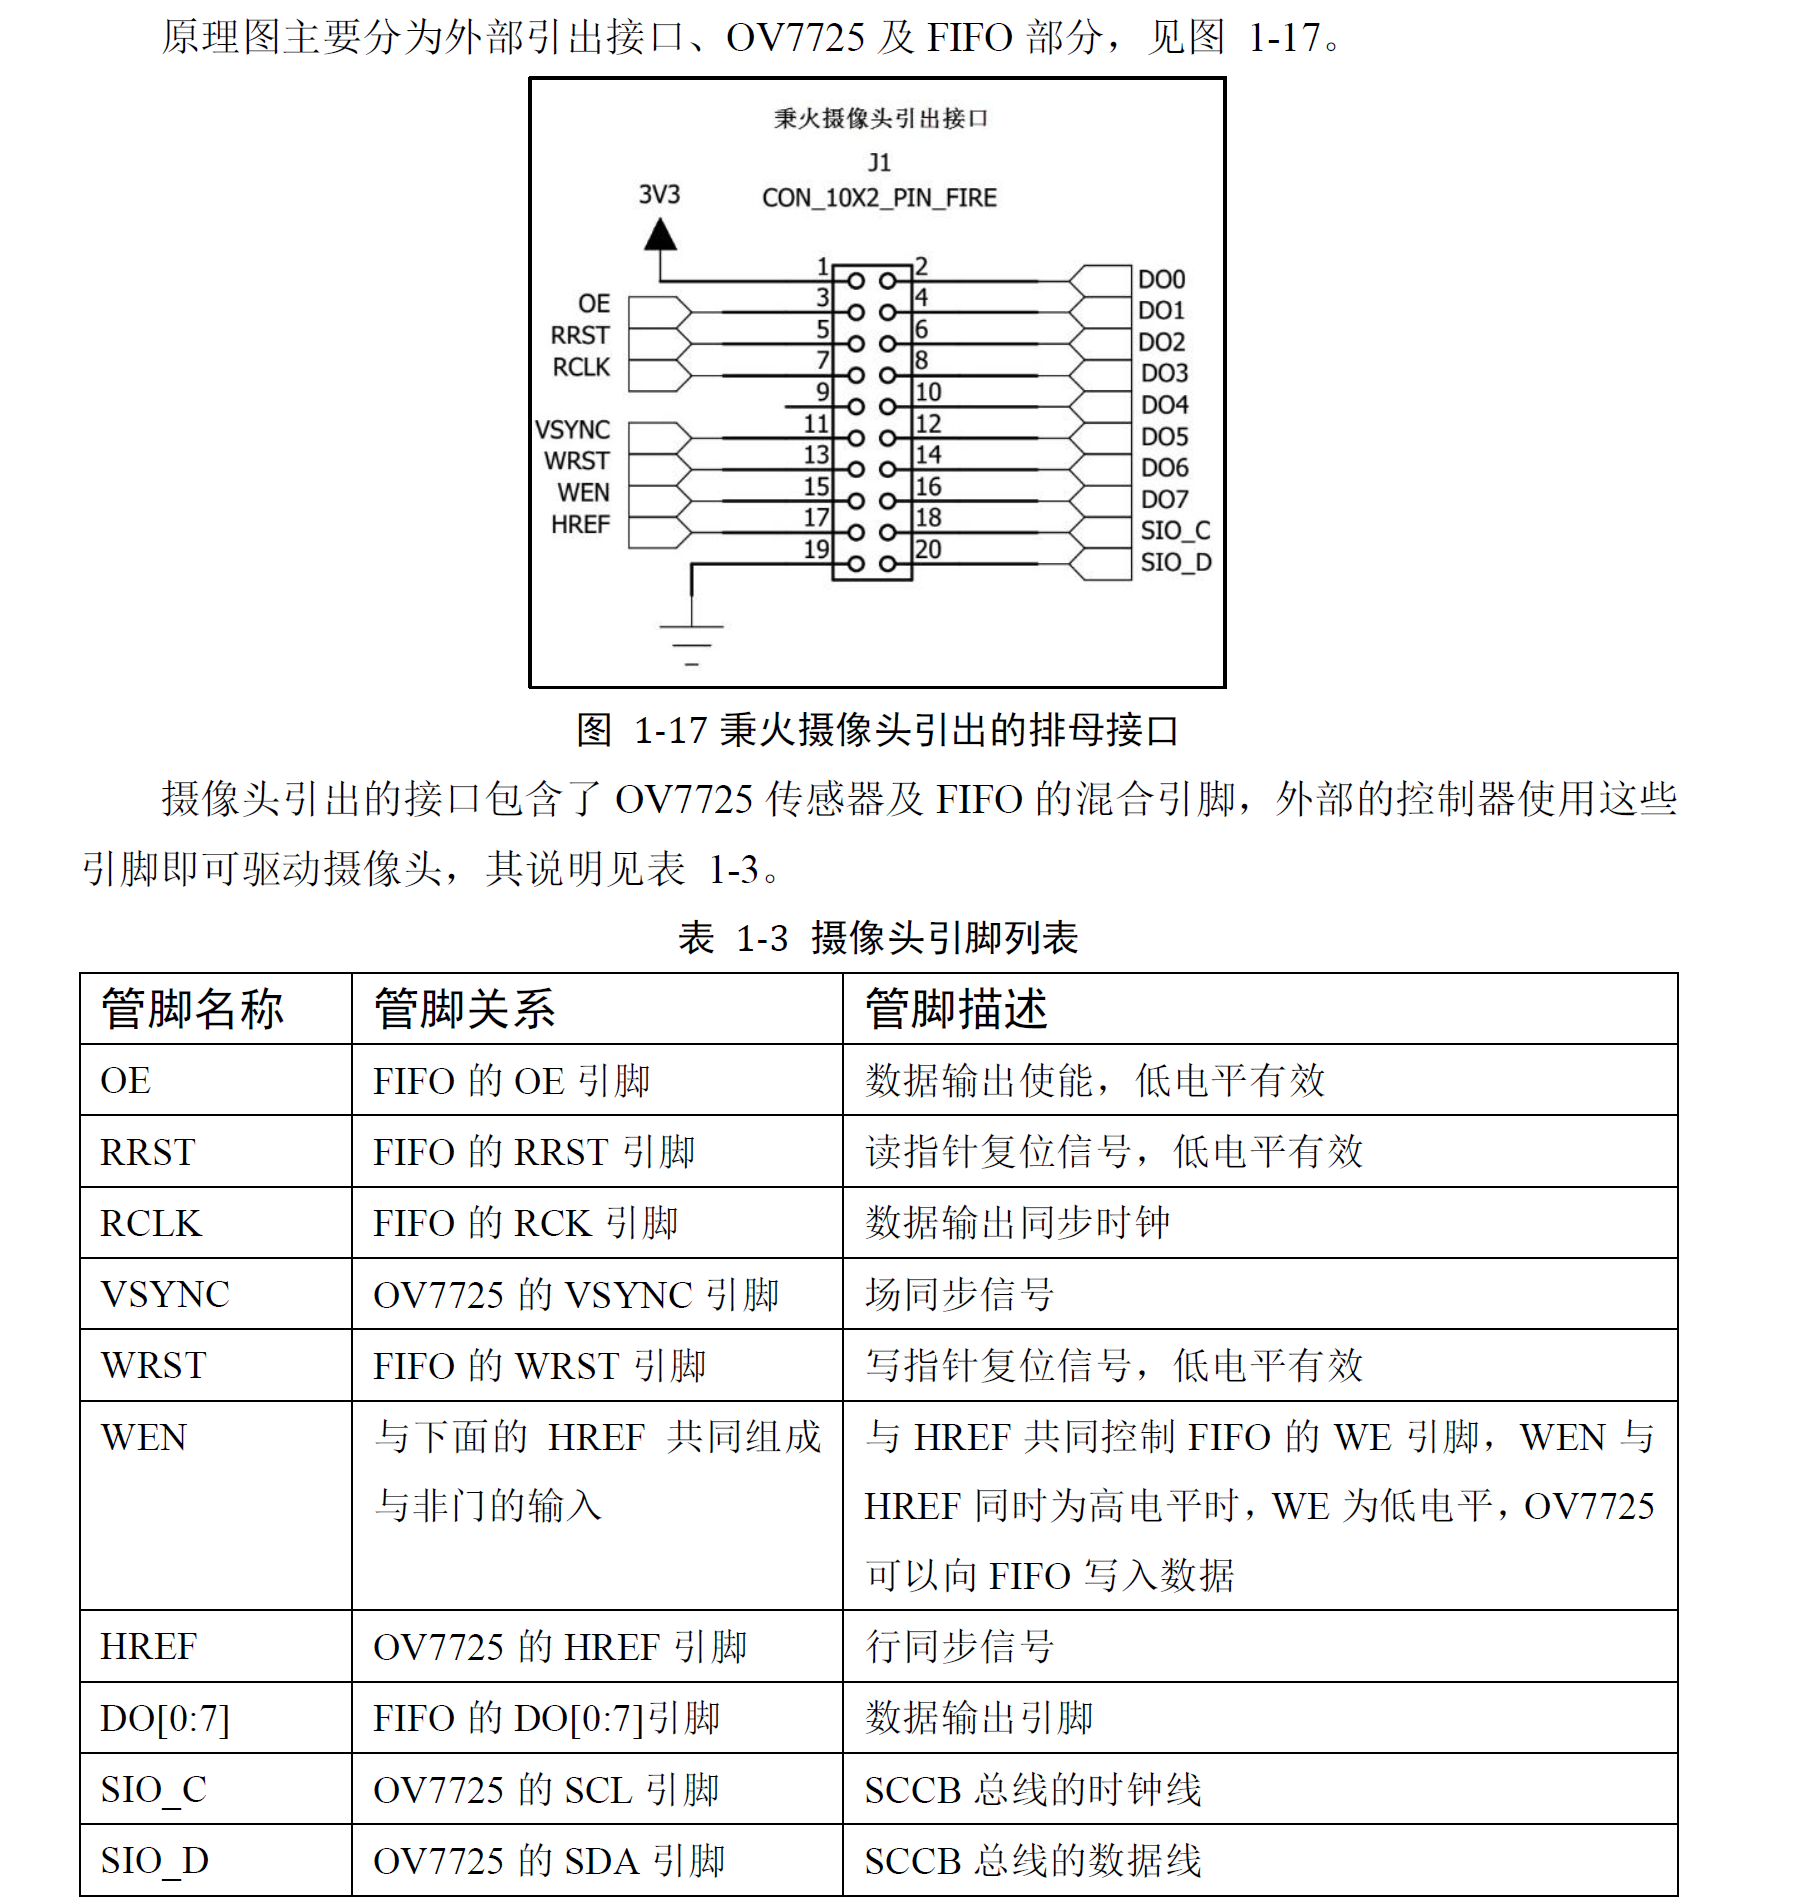 原理图主要分为外部引出接口、OV7725 及 FIFO 部分，见图 1-17。
秉火摄像头引出接口
J1
3V3
CON_10X2_PIN_FIRE
1 2 DO0
OE 3 4 DO1
RRST 5 6 DO2
RCLK 7 8 DO3
9 10 DO4
VSYNC 11 12 DO5
WRST 13 14 DO6
WEN 15 16 DO7
HREF 17 18 SIO_C
19 20 SIO_D
图 1-17 秉火摄像头引出的排母接口
摄像头引出的接口包含了 OV7725 传感器及 FIFO 的混合引脚，外部的控制器使用这些
引脚即可驱动摄像头，其说明见表 1-3。
表 1-3 摄像头引脚列表
管脚名称 管脚关系 管脚描述
OE FIFO 的 OE 引脚 数据输出使能，低电平有效
RRST FIFO 的 RRST 引脚 读指针复位信号，低电平有效
RCLK FIFO 的 RCK 引脚 数据输出同步时钟
VSYNC OV7725 的 VSYNC 引脚 场同步信号
WRST FIFO 的 WRST 引脚 写指针复位信号，低电平有效
WEN 与下面的 HREF 共同组成 与 HREF 共同控制 FIFO 的 WE 引脚，WEN 与
与非门的输入 HREF 同时为高电平时，WE 为低电平，OV7725
可以向 FIFO 写入数据
HREF OV7725 的 HREF 引脚 行同步信号
DO[0:7] FIFO 的 DO[0:7]引脚 数据输出引脚
SIO_C OV7725 的 SCL 引脚 SCCB 总线的时钟线
SIO_D OV7725 的 SDA 引脚 SCCB 总线的数据线